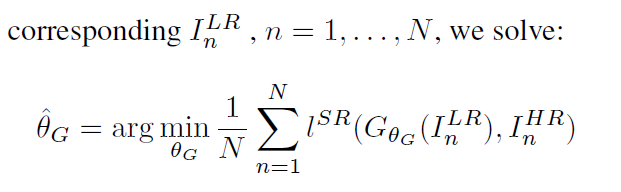 corresponding $I_n^{LR}$ , $n = 1, \ldots, N$, we solve:
$\hat{\theta}_G = \arg\min_{\theta_G} \frac{1}{N} \sum_{n=1}^{N} l^{SR}(G_{\theta_G}(I_n^{LR}), I_n^{HR})$